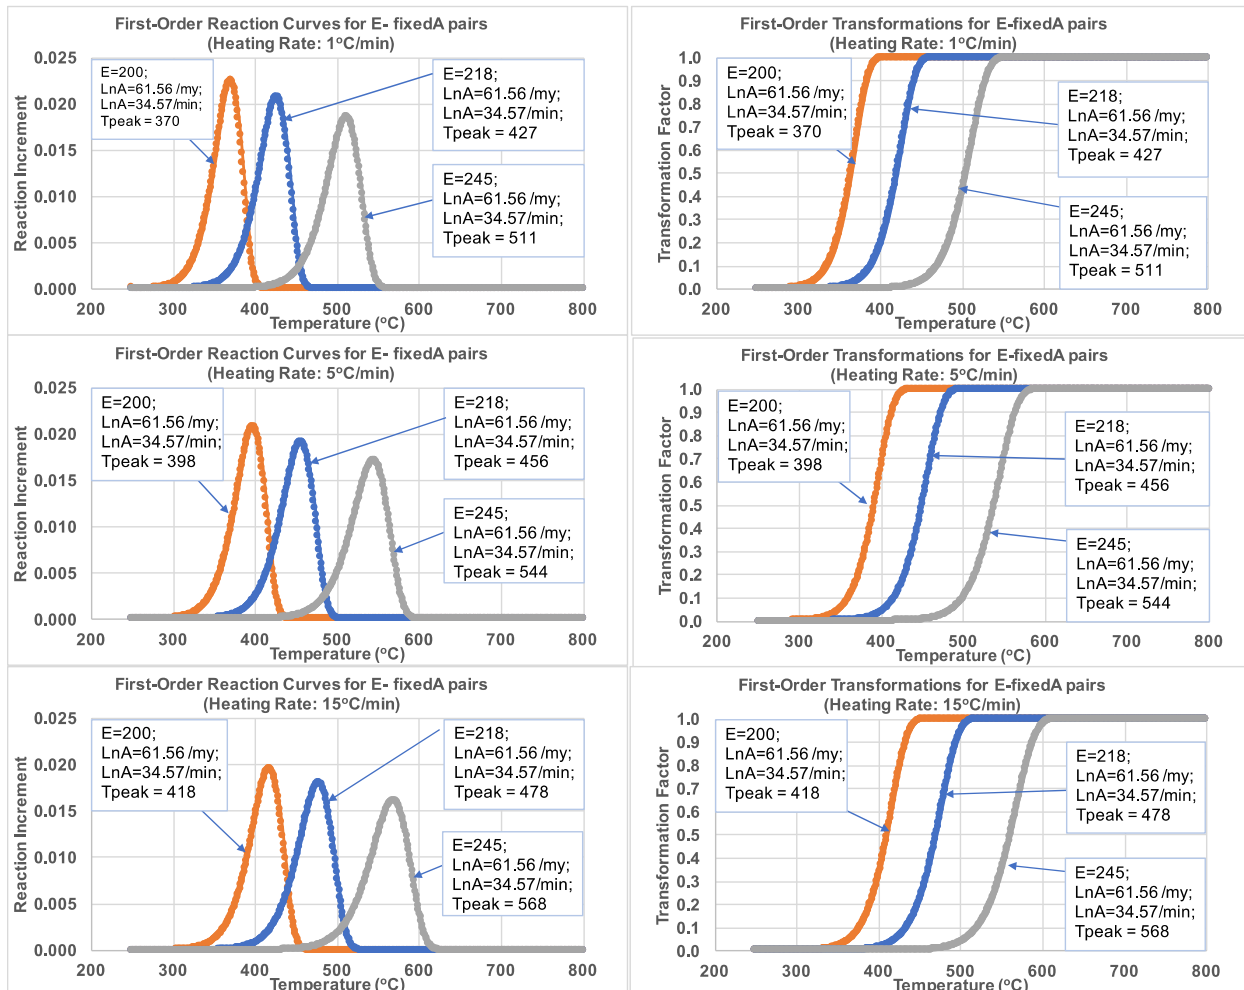 First-Order Reaction Curves for E- fixedA pairs
(Heating Rate: 1°C/min)
Reaction Increment
0.025
0.020
0.015
0.010
0.005
0.000
E=200;
LnA=61.56 /my;
LnA=34.57/min;
Tpeak = 370
E=218;
LnA=61.56 /my;
LnA=34.57/min;
Tpeak = 427
E=245;
LnA=61.56 /my;
LnA=34.57/min;
Tpeak = 511
200 300 400 500 600 700 800
Temperature (°C)
First-Order Transformations for E-fixedA pairs
(Heating Rate: 1°C/min)
Transformation Factor
1.0
0.9
0.8
0.7
0.6
0.5
0.4
0.3
0.2
0.1
0.0
E=200;
LnA=61.56 /my;
LnA=34.57/min;
Tpeak = 370
E=218;
LnA=61.56 /my;
LnA=34.57/min;
Tpeak = 427
E=245;
LnA=61.56 /my;
LnA=34.57/min;
Tpeak = 511
200 300 400 500 600 700 800
Temperature (°C)
First-Order Reaction Curves for E- fixedA pairs
(Heating Rate: 5°C/min)
Reaction Increment
0.025
0.020
0.015
0.010
0.005
0.000
E=200;
LnA=61.56 /my;
LnA=34.57/min;
Tpeak = 398
E=218;
LnA=61.56 /my;
LnA=34.57/min;
Tpeak = 456
E=245;
LnA=61.56 /my;
LnA=34.57/min;
Tpeak = 544
200 300 400 500 600 700 800
Temperature (°C)
First-Order Transformations for E-fixedA pairs
(Heating Rate: 5°C/min)
Transformation Factor
1.0
0.9
0.8
0.7
0.6
0.5
0.4
0.3
0.2
0.1
0.0
E=200;
LnA=61.56 /my;
LnA=34.57/min;
Tpeak = 398
E=218;
LnA=61.56 /my;
LnA=34.57/min;
Tpeak = 456
E=245;
LnA=61.56 /my;
LnA=34.57/min;
Tpeak = 544
200 300 400 500 600 700 800
Temperature (°C)
First-Order Reaction Curves for E- fixedA pairs
(Heating Rate: 15°C/min)
Reaction Increment
0.025
0.020
0.015
0.010
0.005
0.000
E=200;
LnA=61.56 /my;
LnA=34.57/min;
Tpeak = 418
E=218;
LnA=61.56 /my;
LnA=34.57/min;
Tpeak = 478
E=245;
LnA=61.56 /my;
LnA=34.57/min;
Tpeak = 568
200 300 400 500 600 700 800
Temperature (°C)
First-Order Transformations for E-fixedA pairs
(Heating Rate: 15°C/min)
Transformation Factor
1.0
0.9
0.8
0.7
0.6
0.5
0.4
0.3
0.2
0.1
0.0
E=200;
LnA=61.56 /my;
LnA=34.57/min;
Tpeak = 418
E=218;
LnA=61.56 /my;
LnA=34.57/min;
Tpeak = 478
E=245;
LnA=61.56 /my;
LnA=34.57/min;
Tpeak = 568
200 300 400 500 600 700 800
Temperature (°C)